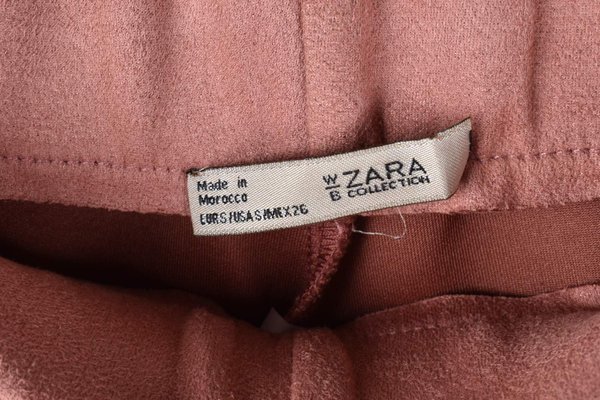 Made in
Morocco
EUR S/USA S/MEX 26
W/B ZARA
COLLECTION